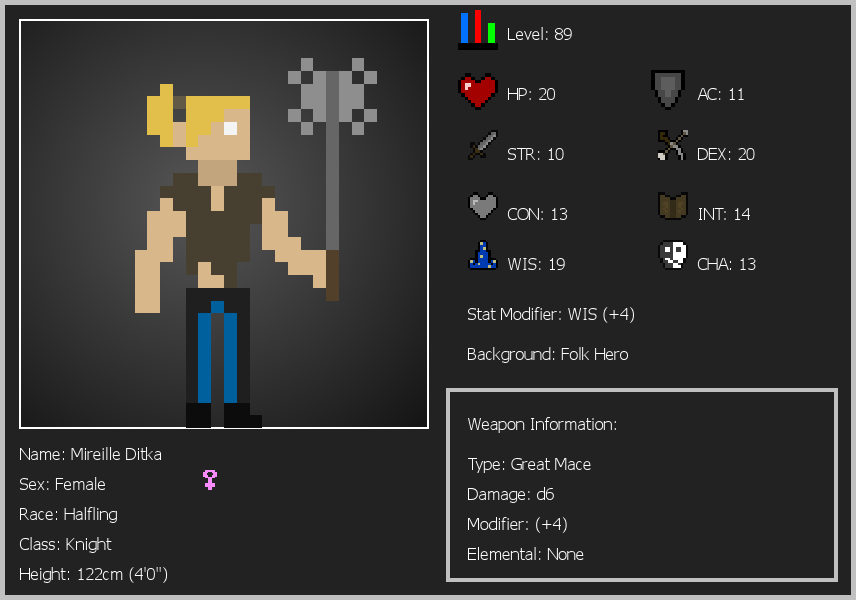 Level: 89
HP: 20
AC: 11
STR: 10
DEX: 20
CON: 13
INT: 14
WIS: 19
CHA: 13
Stat Modifier: WIS (+4)
Background: Folk Hero
Name: Mireille Ditka
Sex: Female
Race: Halfling
Class: Knight
Height: 122cm (4'0")
Weapon Information:
Type: Great Mace
Damage: d6
Modifier: (+4)
Elemental: None